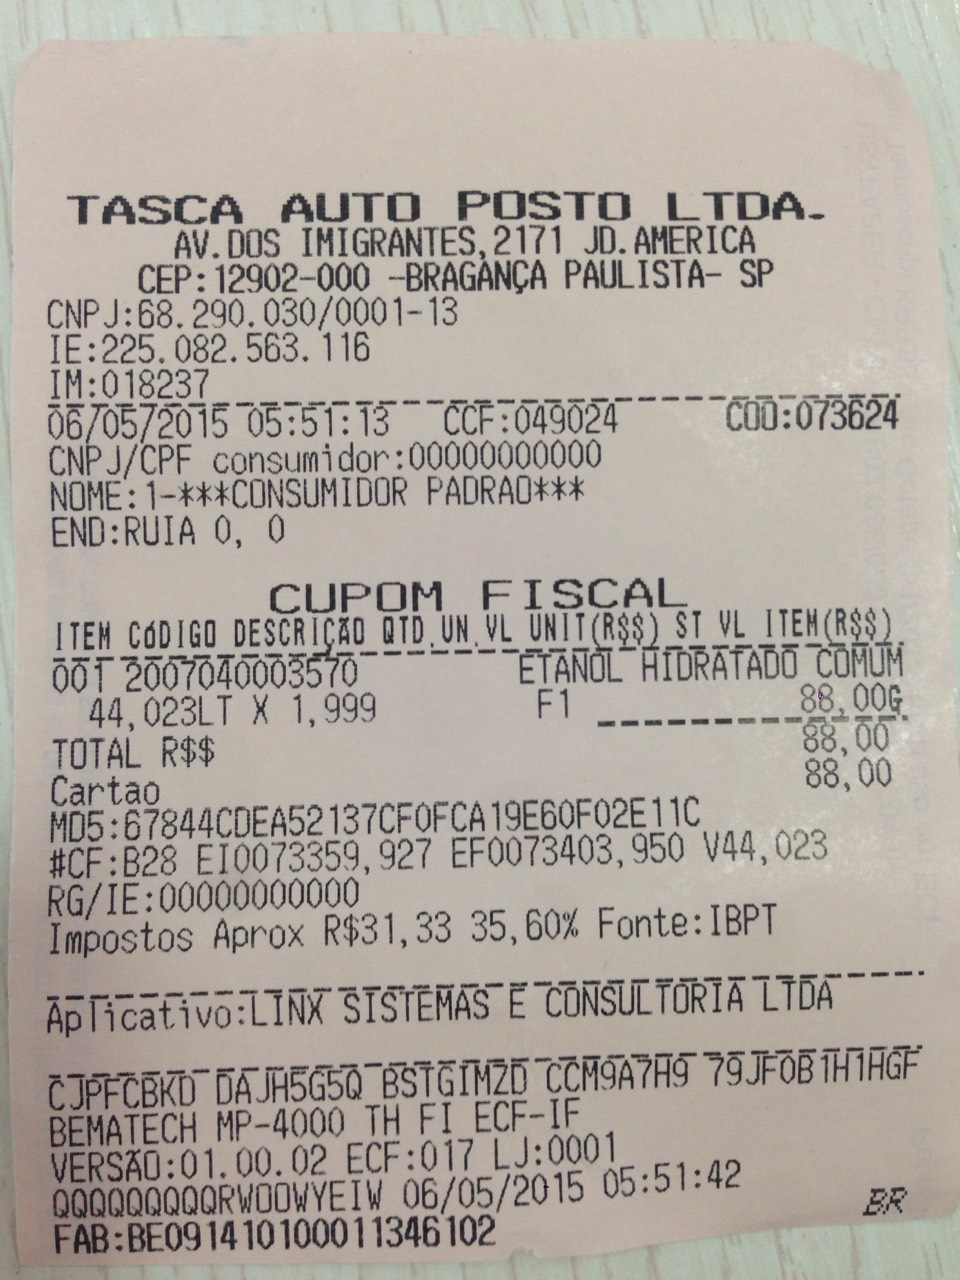 TASCA AUTO POSTO LTDA.
AV.DOS IMIGRANTES,2171 JD.AMERICA
CEP:12902-000 -BRAGANÇA PAULISTA- SP
CNPJ:68.290.030/0001-13
IE:225.082.563.116
IM:018237
06/05/2015 05:51:13 CCF:049024 COO:073624
CNPJ/CPF consumidor:00000000000
NOME:1-***CONSUMIDOR PADRAO***
END:RUIA 0, 0
CUPOM FISCAL
ITEM CóDIGO DESCRIÇÃO QTD.UN.VL UNIT(R$$) ST VL ITEM(R$$)
001 2007040003570 ETANOL HIDRATADO COMUM
44,023LT X 1,999 F1 88,00G
TOTAL R$$ 88,00
Cartao 88,00
MD5:67844CDEA52137CF0FCA19E60F02E11C
#CF:B28 EI0073359,927 EF0073403,950 V44,023
RG/IE:00000000000
Impostos Aprox R$31,33 35,60% Fonte:IBPT
Aplicativo:LINX SISTEMAS E CONSULTORIA LTDA
CJPFCBKD DAJH5G5Q BSTGIMZD CCM9A7H9 79JF0B1H1HGF
BEMATECH MP-4000 TH FI ECF-IF
VERSÃO:01.00.02 ECF:017 LJ:0001
QQQQQQQQQRWOOWYEIW 06/05/2015 05:51:42
FAB:BE091410100011346102
BR